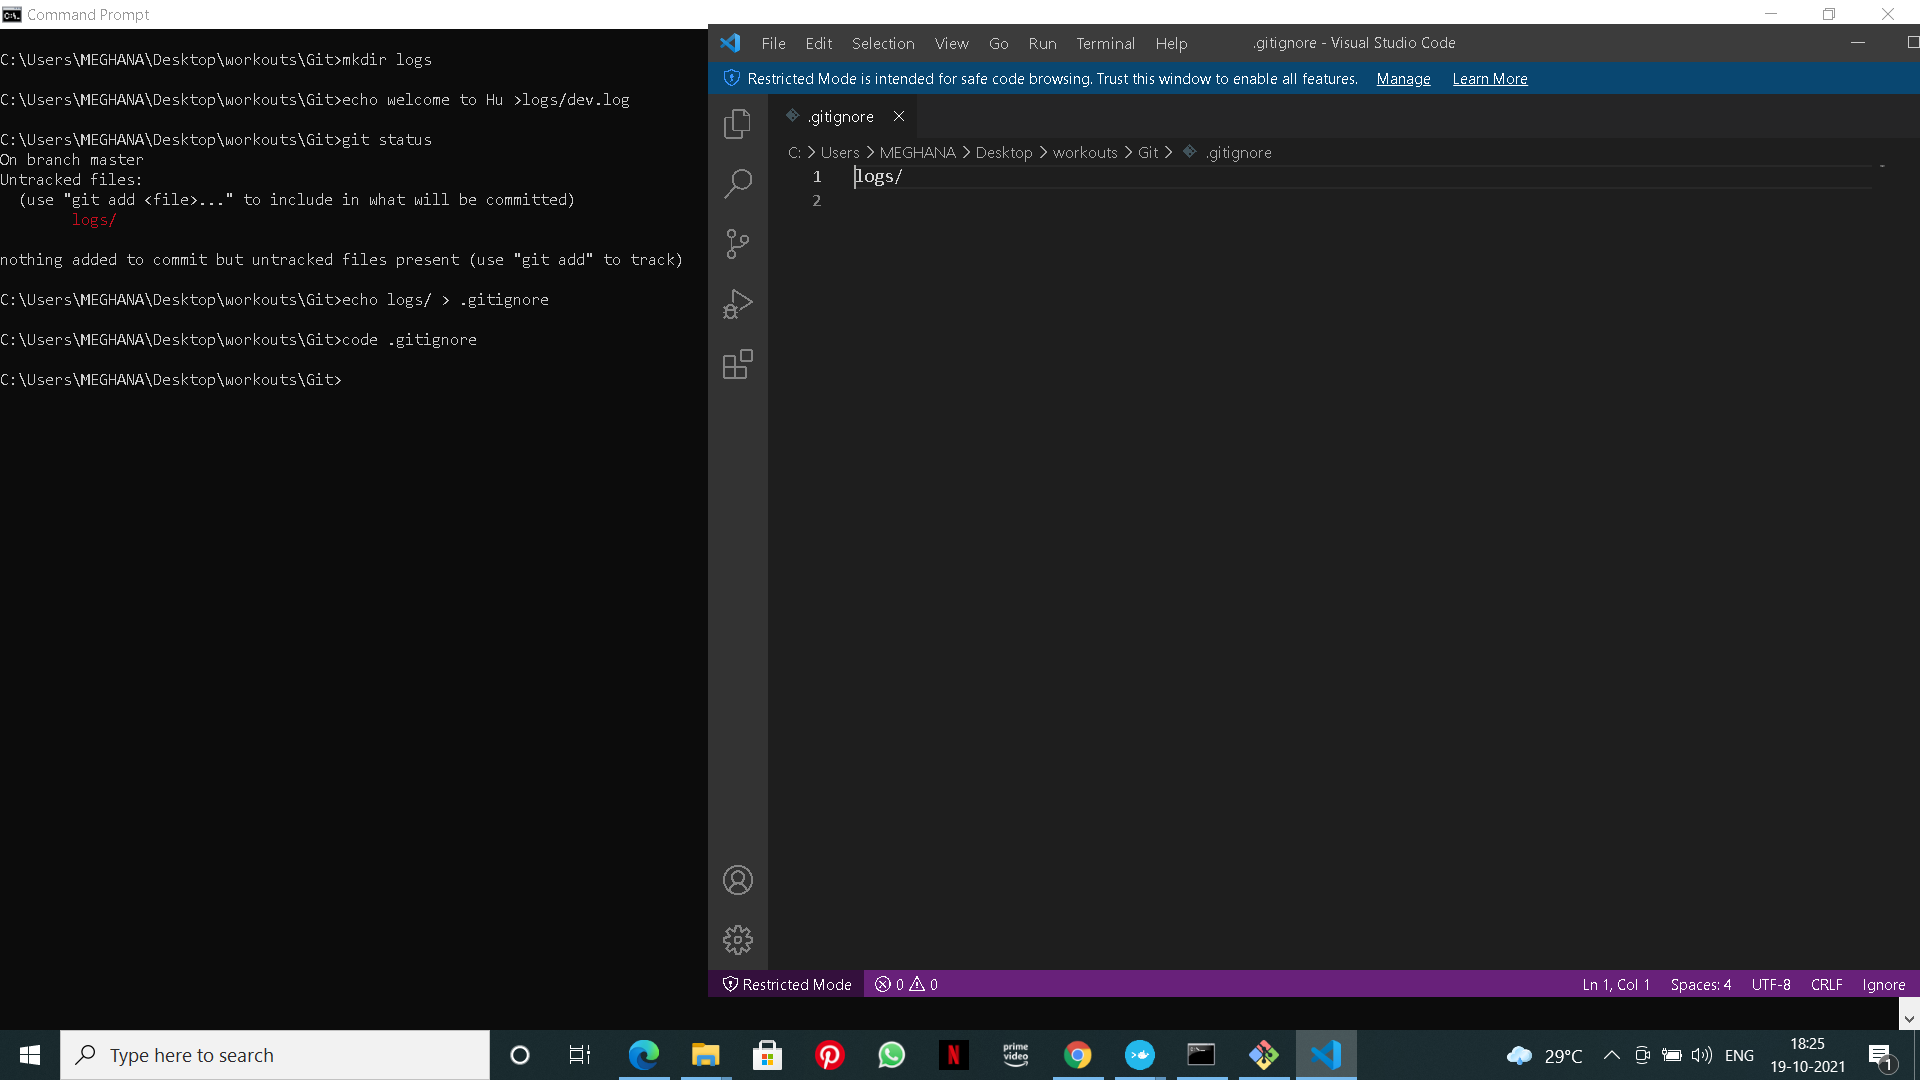 Command Prompt
C:\Users\MEGHANA\Desktop\workouts\Git>mkdir logs
C:\Users\MEGHANA\Desktop\workouts\Git>echo welcome to Hu >logs/dev.log
C:\Users\MEGHANA\Desktop\workouts\Git>git status
On branch master
Untracked files:
  (use "git add <file>..." to include in what will be committed)
        logs/
nothing added to commit but untracked files present (use "git add" to track)
C:\Users\MEGHANA\Desktop\workouts\Git>echo logs/ > .gitignore
C:\Users\MEGHANA\Desktop\workouts\Git>code .gitignore
C:\Users\MEGHANA\Desktop\workouts\Git>
File Edit Selection View Go Run Terminal Help .gitignore - Visual Studio Code
Restricted Mode is intended for safe code browsing. Trust this window to enable all features. Manage Learn More
.gitignore
C: > Users > MEGHANA > Desktop > workouts > Git > .gitignore
1 logs/
2
Restricted Mode 0 0 Ln 1, Col 1 Spaces: 4 UTF-8 CRLF Ignore
Type here to search
N
prime video
29°C
ENG
18:25
19-10-2021
1